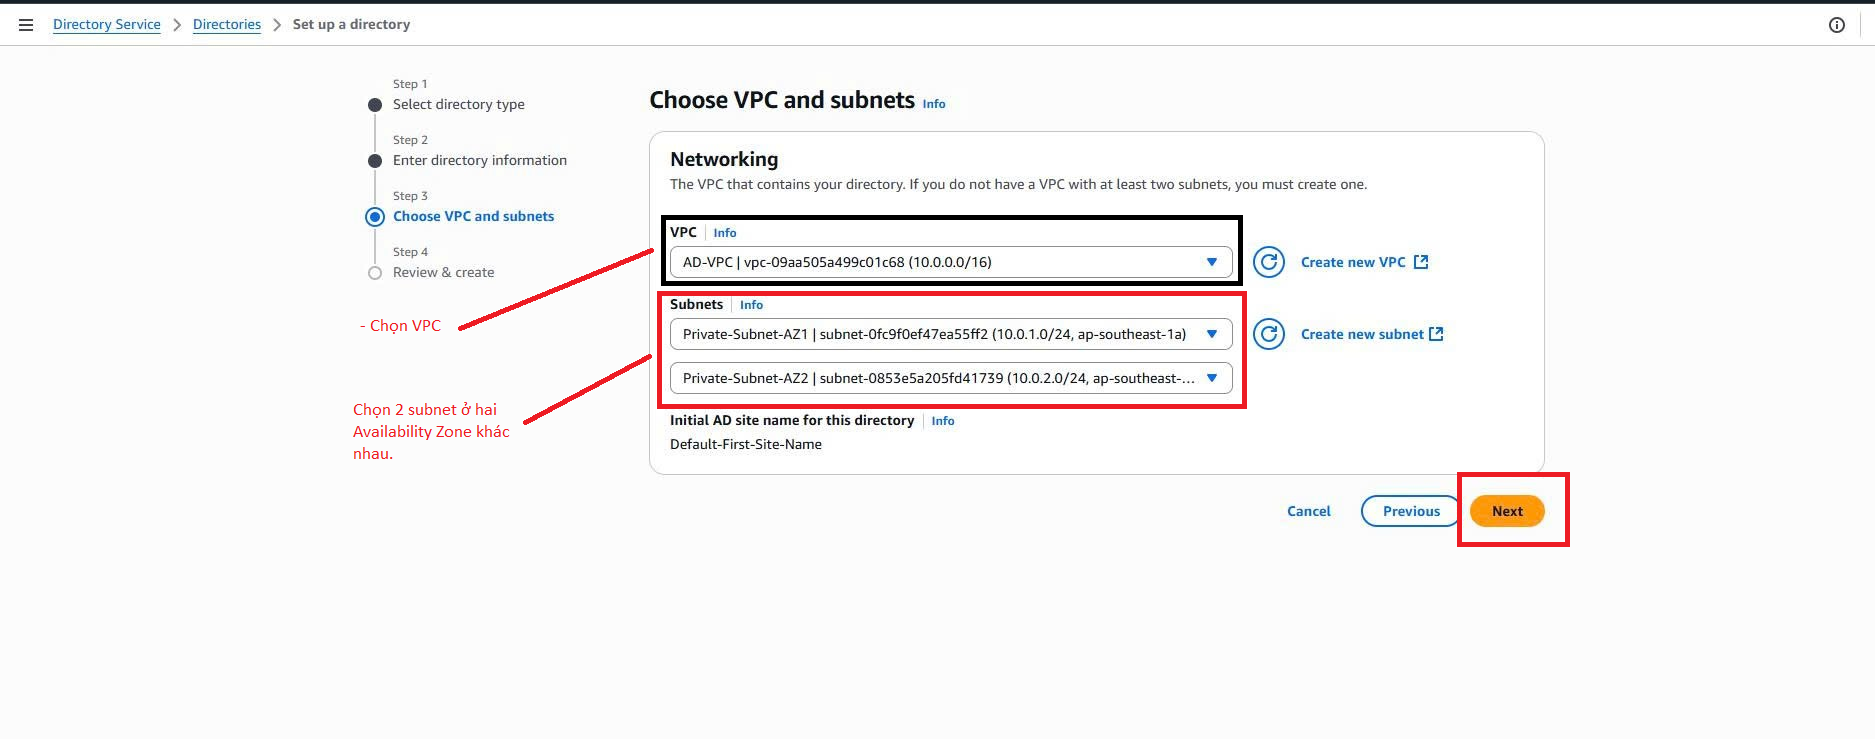 Directory Service > Directories > Set up a directory
Step 1
Select directory type
Step 2
Enter directory information
Step 3
Choose VPC and subnets
Step 4
Review & create
- Chọn VPC
Chọn 2 subnet ở hai
Availability Zone khác
nhau.
Choose VPC and subnets Info
Networking
The VPC that contains your directory. If you do not have a VPC with at least two subnets, you must create one.
VPC Info
AD-VPC | vpc-09aa505a499c01c68 (10.0.0.0/16)
Create new VPC
Subnets Info
Private-Subnet-AZ1 | subnet-0fc9f0ef47ea55ff2 (10.0.1.0/24, ap-southeast-1a)
Create new subnet
Private-Subnet-AZ2 | subnet-0853e5a205fd41739 (10.0.2.0/24, ap-southeast-...
Initial AD site name for this directory Info
Default-First-Site-Name
Cancel Previous Next